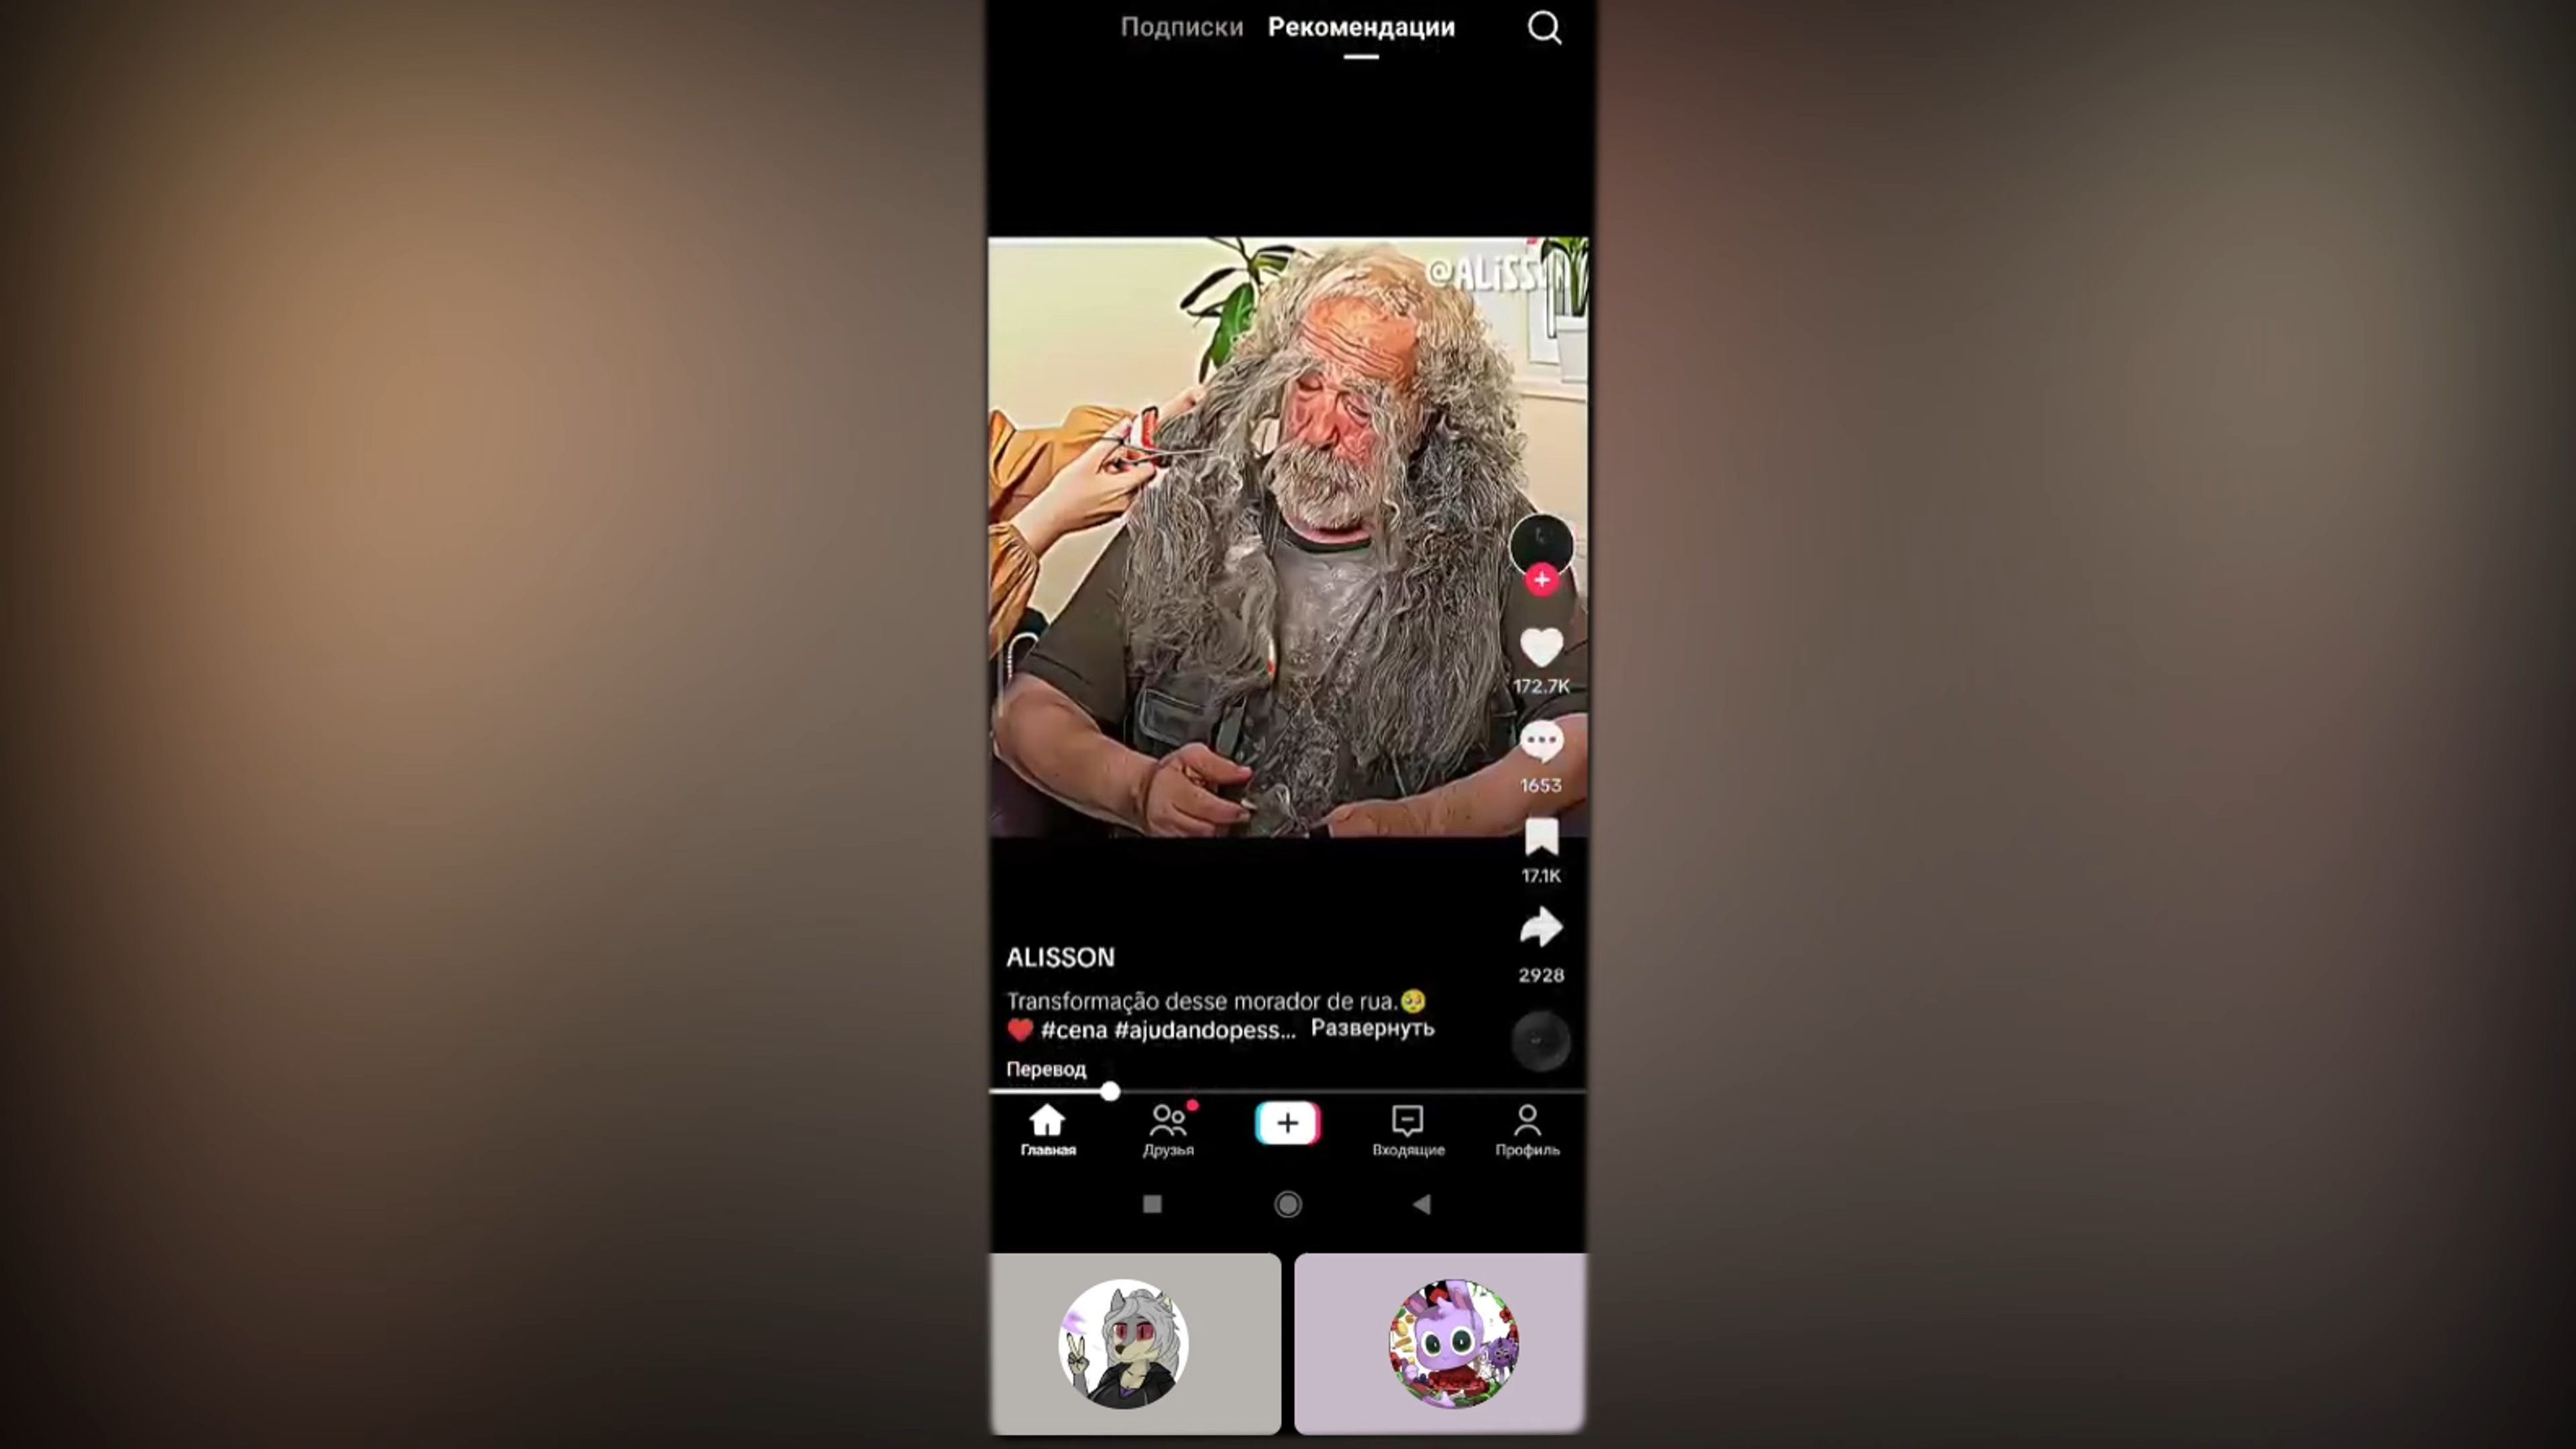 Подписки Рекомендации
@ALiSS
172.7K
1653
17.1K
2928
ALISSON
Transformação desse morador de rua.🥺
❤️ #cena #ajudandopess... Развернуть
Перевод
Главная Друзья Входящие Профиль